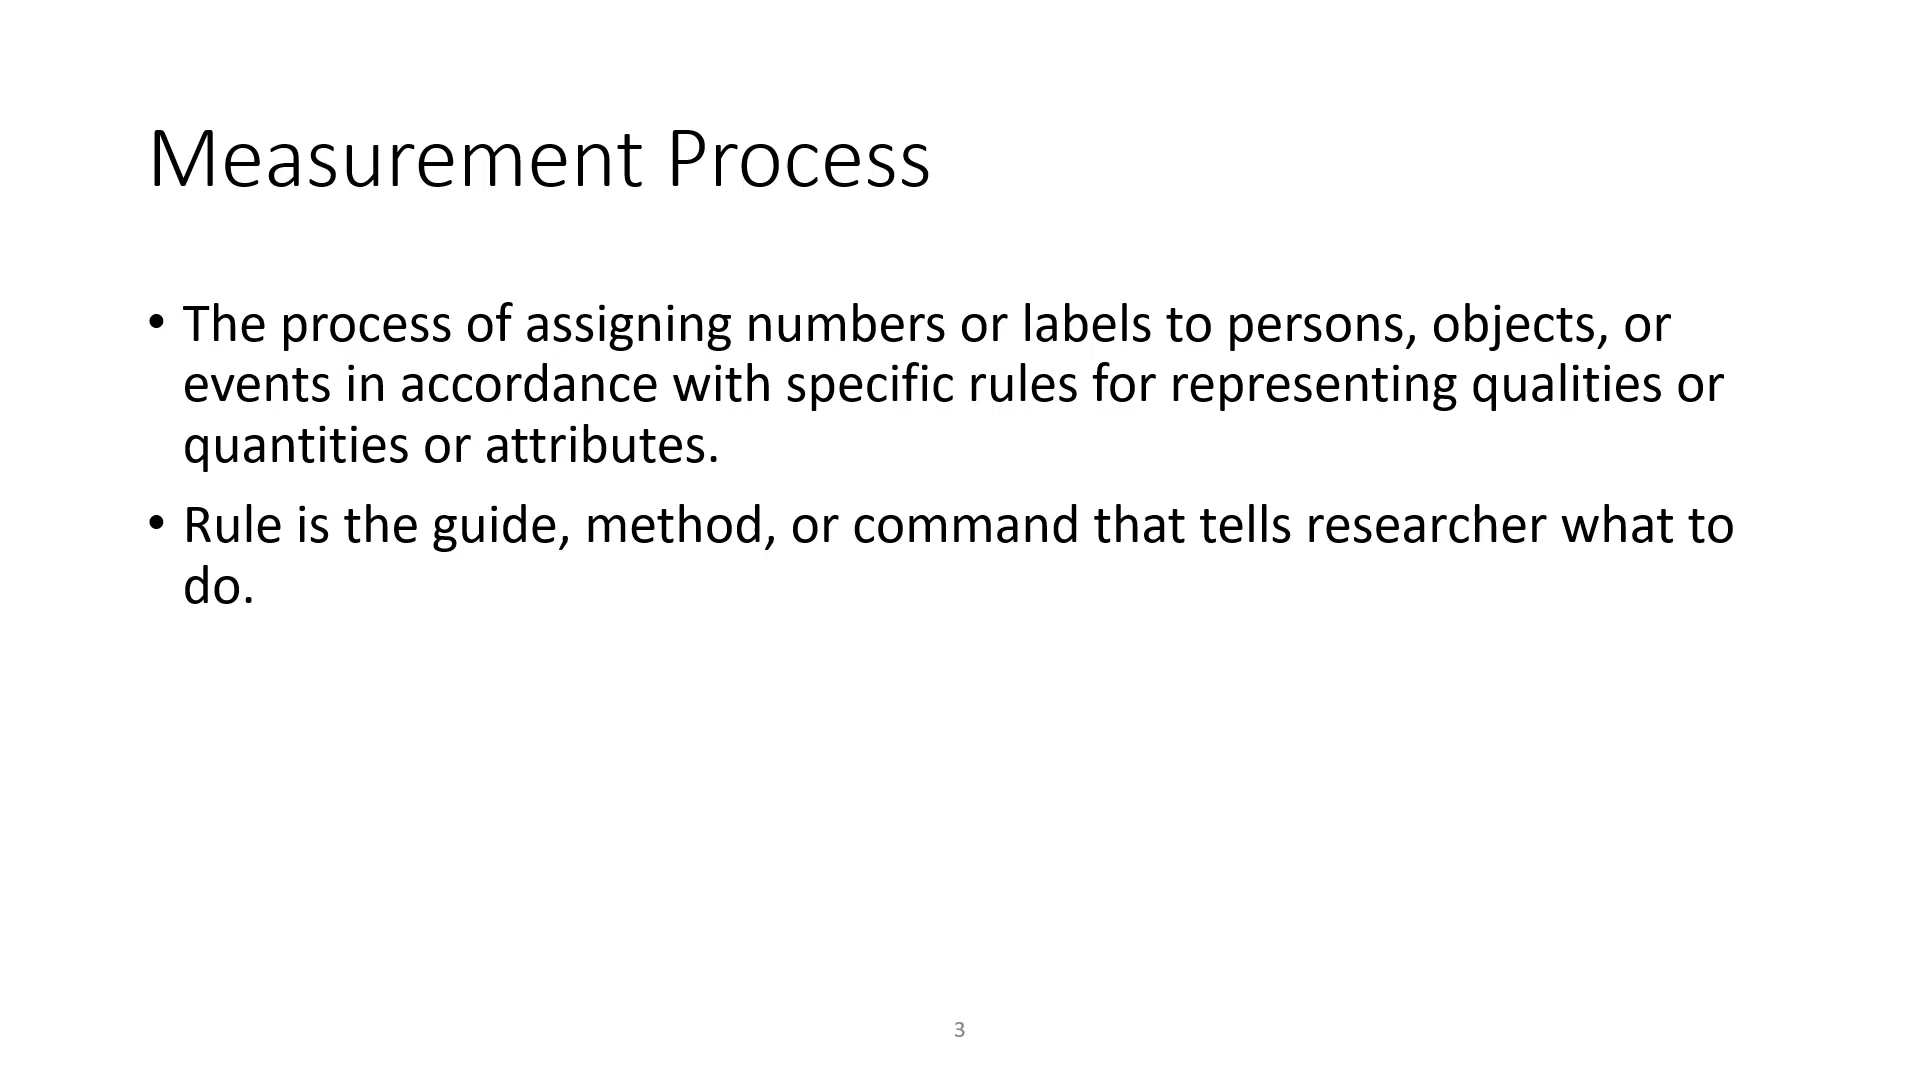 Measurement Process
• The process of assigning numbers or labels to persons, objects, or
events in accordance with specific rules for representing qualities or
quantities or attributes.
• Rule is the guide, method, or command that tells researcher what to
do.
3